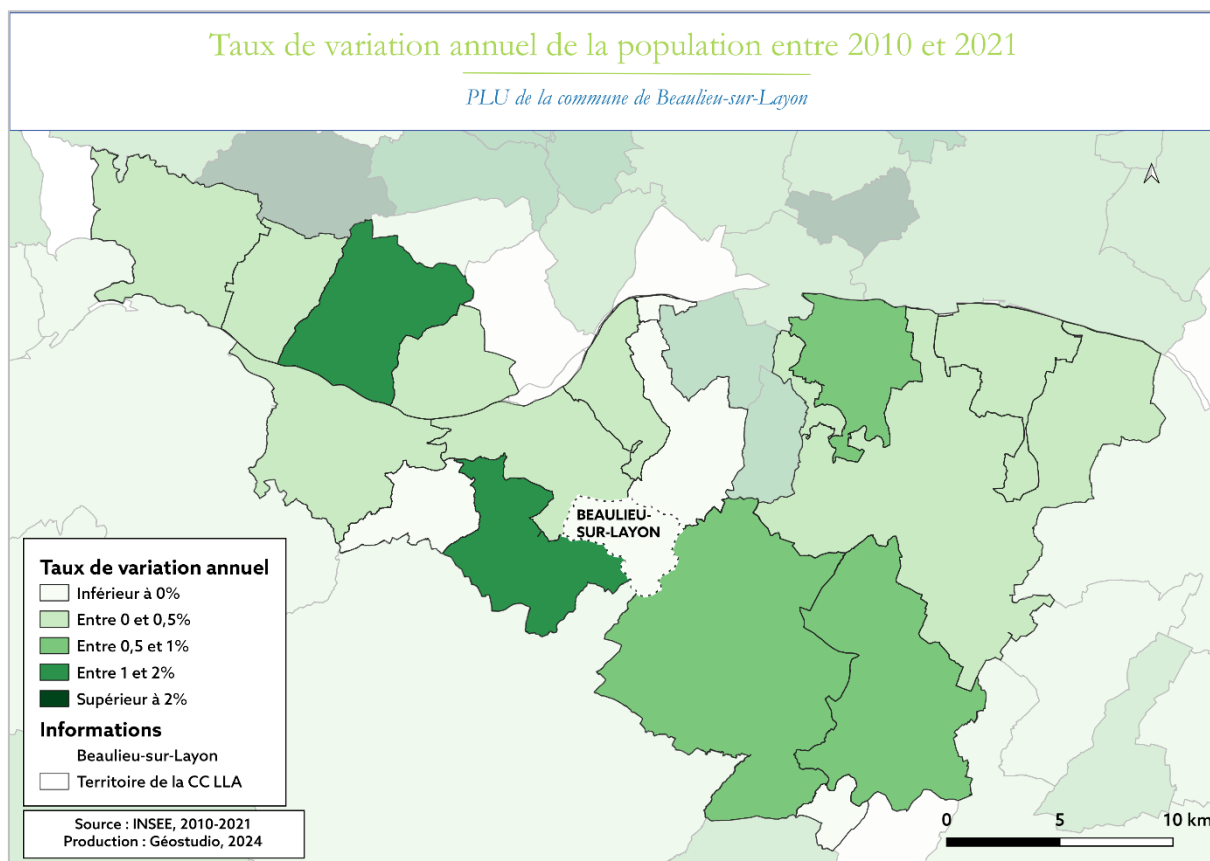 Taux de variation annuel de la population entre 2010 et 2021
PLU de la commune de Beaulieu-sur-Layon
BEAULIEU-
SUR-LAYON
Taux de variation annuel
Inférieur à 0%
Entre 0 et 0,5%
Entre 0,5 et 1%
Entre 1 et 2%
Supérieur à 2%
Informations
Beaulieu-sur-Layon
Territoire de la CC LLA
Source : INSEE, 2010-2021
Production : Géostudio, 2024
0 5 10 km